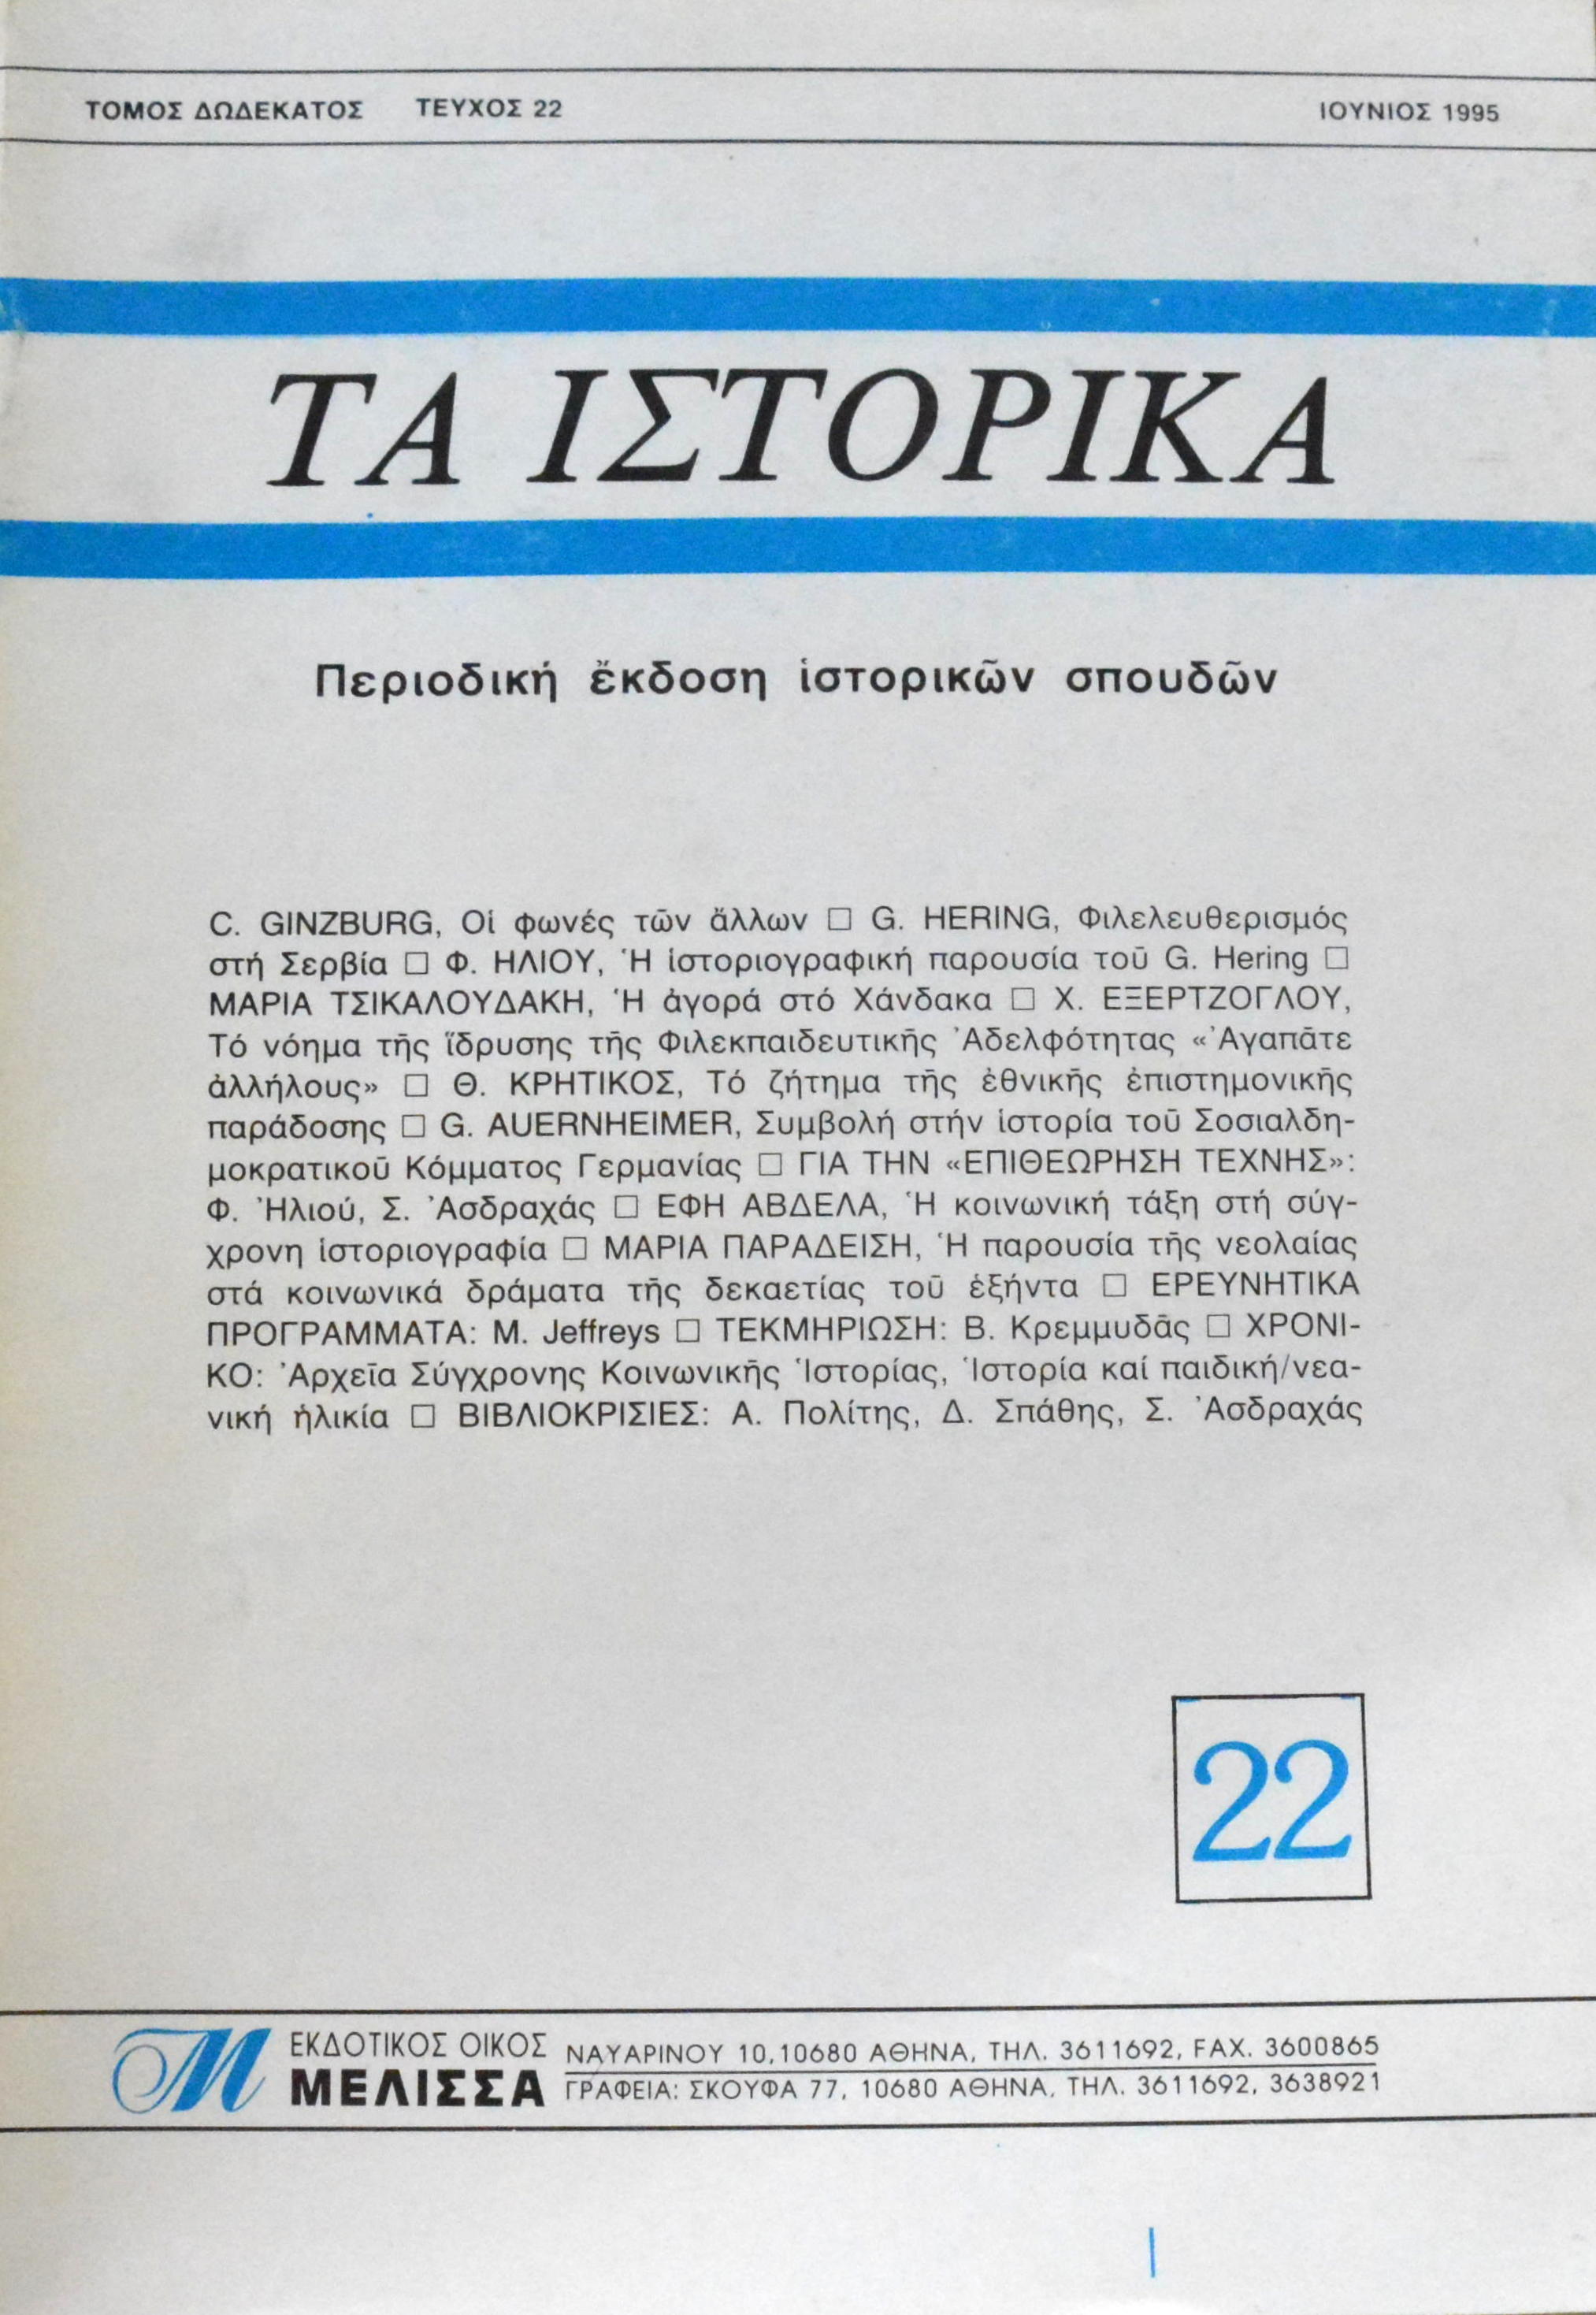 ΤΟΜΟΣ ΔΩΔΕΚΑΤΟΣ ΤΕΥΧΟΣ 22 ΙΟΥΝΙΟΣ 1995
ΤΑ ΙΣΤΟΡΙΚΑ
Περιοδική ἔκδοση ἱστορικῶν σπουδῶν
C. GINZBURG, Οἱ φωνές τῶν ἄλλων □ G. HERING, Φιλελευθερισμός
στή Σερβία □ Φ. ΗΛΙΟΥ, Ἡ ἱστοριογραφική παρουσία τοῦ G. Hering □
ΜΑΡΙΑ ΤΣΙΚΑΛΟΥΔΑΚΗ, Ἡ ἀγορά στό Χάνδακα □ Χ. ΕΞΕΡΤΖΟΓΛΟΥ,
Τό νόημα τῆς ἵδρυσης τῆς Φιλεκπαιδευτικῆς Ἀδελφότητας «Ἀγαπᾶτε
ἀλλήλους» □ Θ. ΚΡΗΤΙΚΟΣ, Τό ζήτημα τῆς ἐθνικῆς ἐπιστημονικῆς
παράδοσης □ G. AUERNHEIMER, Συμβολή στήν ἱστορία τοῦ Σοσιαλδη-
μοκρατικοῦ Κόμματος Γερμανίας □ ΓΙΑ ΤΗΝ «ΕΠΙΘΕΩΡΗΣΗ ΤΕΧΝΗΣ»:
Φ. Ἠλιού, Σ. Ἀσδραχάς □ ΕΦΗ ΑΒΔΕΛΑ, Ἡ κοινωνική τάξη στή σύγ-
χρονη ἱστοριογραφία □ ΜΑΡΙΑ ΠΑΡΑΔΕΙΣΗ, Ἡ παρουσία τῆς νεολαίας
στά κοινωνικά δράματα τῆς δεκαετίας τοῦ ἑξήντα □ ΕΡΕΥΝΗΤΙΚΑ
ΠΡΟΓΡΑΜΜΑΤΑ: M. Jeffreys □ ΤΕΚΜΗΡΙΩΣΗ: Β. Κρεμμυδᾶς □ ΧΡΟΝΙ-
ΚΟ: Ἀρχεῖα Σύγχρονης Κοινωνικῆς Ἱστορίας, Ἱστορία καί παιδική/νεα-
νική ἡλικία □ ΒΙΒΛΙΟΚΡΙΣΙΕΣ: Α. Πολίτης, Δ. Σπάθης, Σ. Ἀσδραχάς
22
Μ ΕΚΔΟΤΙΚΟΣ ΟΙΚΟΣ ΝΑΥΑΡΙΝΟΥ 10,10680 ΑΘΗΝΑ, ΤΗΛ. 3611692, FAX. 3600865
ΜΕΛΙΣΣΑ ΓΡΑΦΕΙΑ: ΣΚΟΥΦΑ 77, 10680 ΑΘΗΝΑ, ΤΗΛ. 3611692, 3638921